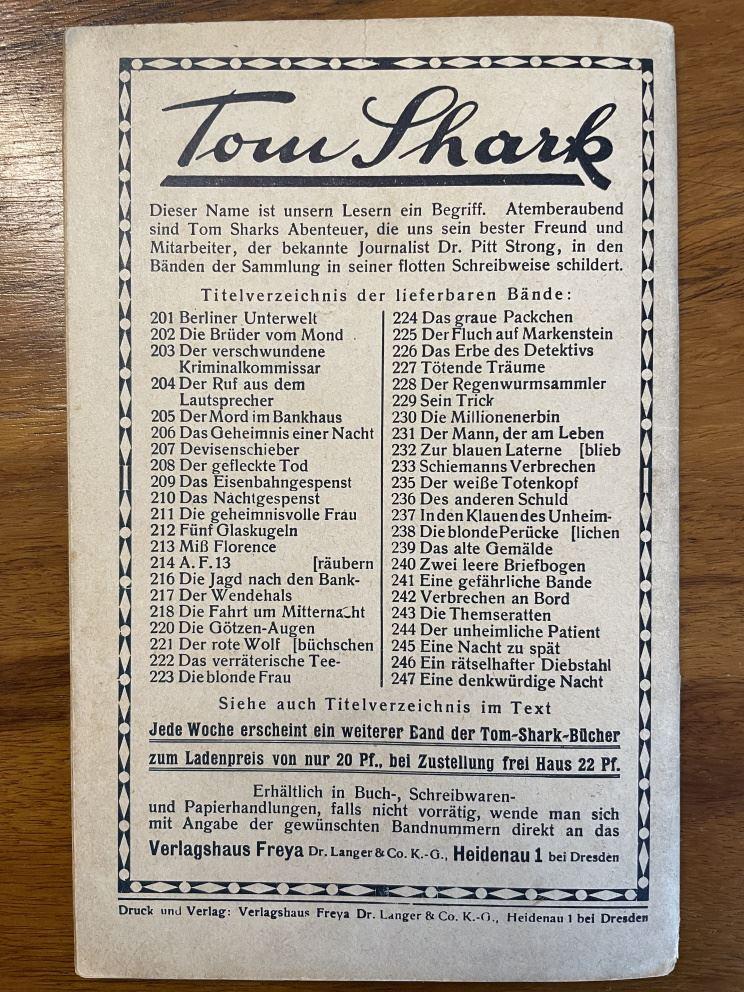 Tom Shark
Dieser Name ist unsern Lesern ein Begriff. Atemberaubend
sind Tom Sharks Abenteuer, die uns sein bester Freund und
Mitarbeiter, der bekannte Journalist Dr. Pitt Strong, in den
Bänden der Sammlung in seiner flotten Schreibweise schildert.
Titelverzeichnis der lieferbaren Bände:
201 Berliner Unterwelt
202 Die Brüder vom Mond
203 Der verschwundene
Kriminalkommissar
204 Der Ruf aus dem
Lautsprecher
205 Der Mord im Bankhaus
206 Das Geheimnis einer Nacht
207 Devisenschieber
208 Der gefleckte Tod
209 Das Eisenbahngespenst
210 Das Nachtgespenst
211 Die geheimnisvolle Frau
212 Fünf Glaskugeln
213 Miß Florence
214 A. F. 13 [räubern
216 Die Jagd nach den Bank-
217 Der Wendehals
218 Die Fahrt um Mitternacht
220 Die Götzen-Augen
221 Der rote Wolf [büchschen
222 Das verräterische Tee-
223 Die blonde Frau
224 Das graue Packchen
225 Der Fluch auf Markenstein
226 Das Erbe des Detektivs
227 Tötende Träume
228 Der Regenwurmsammler
229 Sein Trick
230 Die Millionenerbin
231 Der Mann, der am Leben
232 Zur blauen Laterne [blieb
233 Schiemanns Verbrechen
235 Der weiße Totenkopf
236 Des anderen Schuld
237 In den Klauen des Unheim-
238 Die blonde Perücke [lichen
239 Das alte Gemälde
240 Zwei leere Briefbogen
241 Eine gefährliche Bande
242 Verbrechen an Bord
243 Die Themseratten
244 Der unheimliche Patient
245 Eine Nacht zu spät
246 Ein rätselhafter Diebstahl
247 Eine denkwürdige Nacht
Siehe auch Titelverzeichnis im Text
Jede Woche erscheint ein weiterer Eand der Tom-Shark-Bücher
zum Ladenpreis von nur 20 Pf., bei Zustellung frei Haus 22 Pf.
Erhältlich in Buch-, Schreibwaren-
und Papierhandlungen, falls nicht vorrätig, wende man sich
mit Angabe der gewünschten Bandnummern direkt an das
Verlagshaus Freya Dr. Langer & Co. K.-G., Heidenau 1 bei Dresden
Druck und Verlag: Verlagshaus Freya Dr. Langer & Co. K.-G., Heidenau 1 bei Dresden